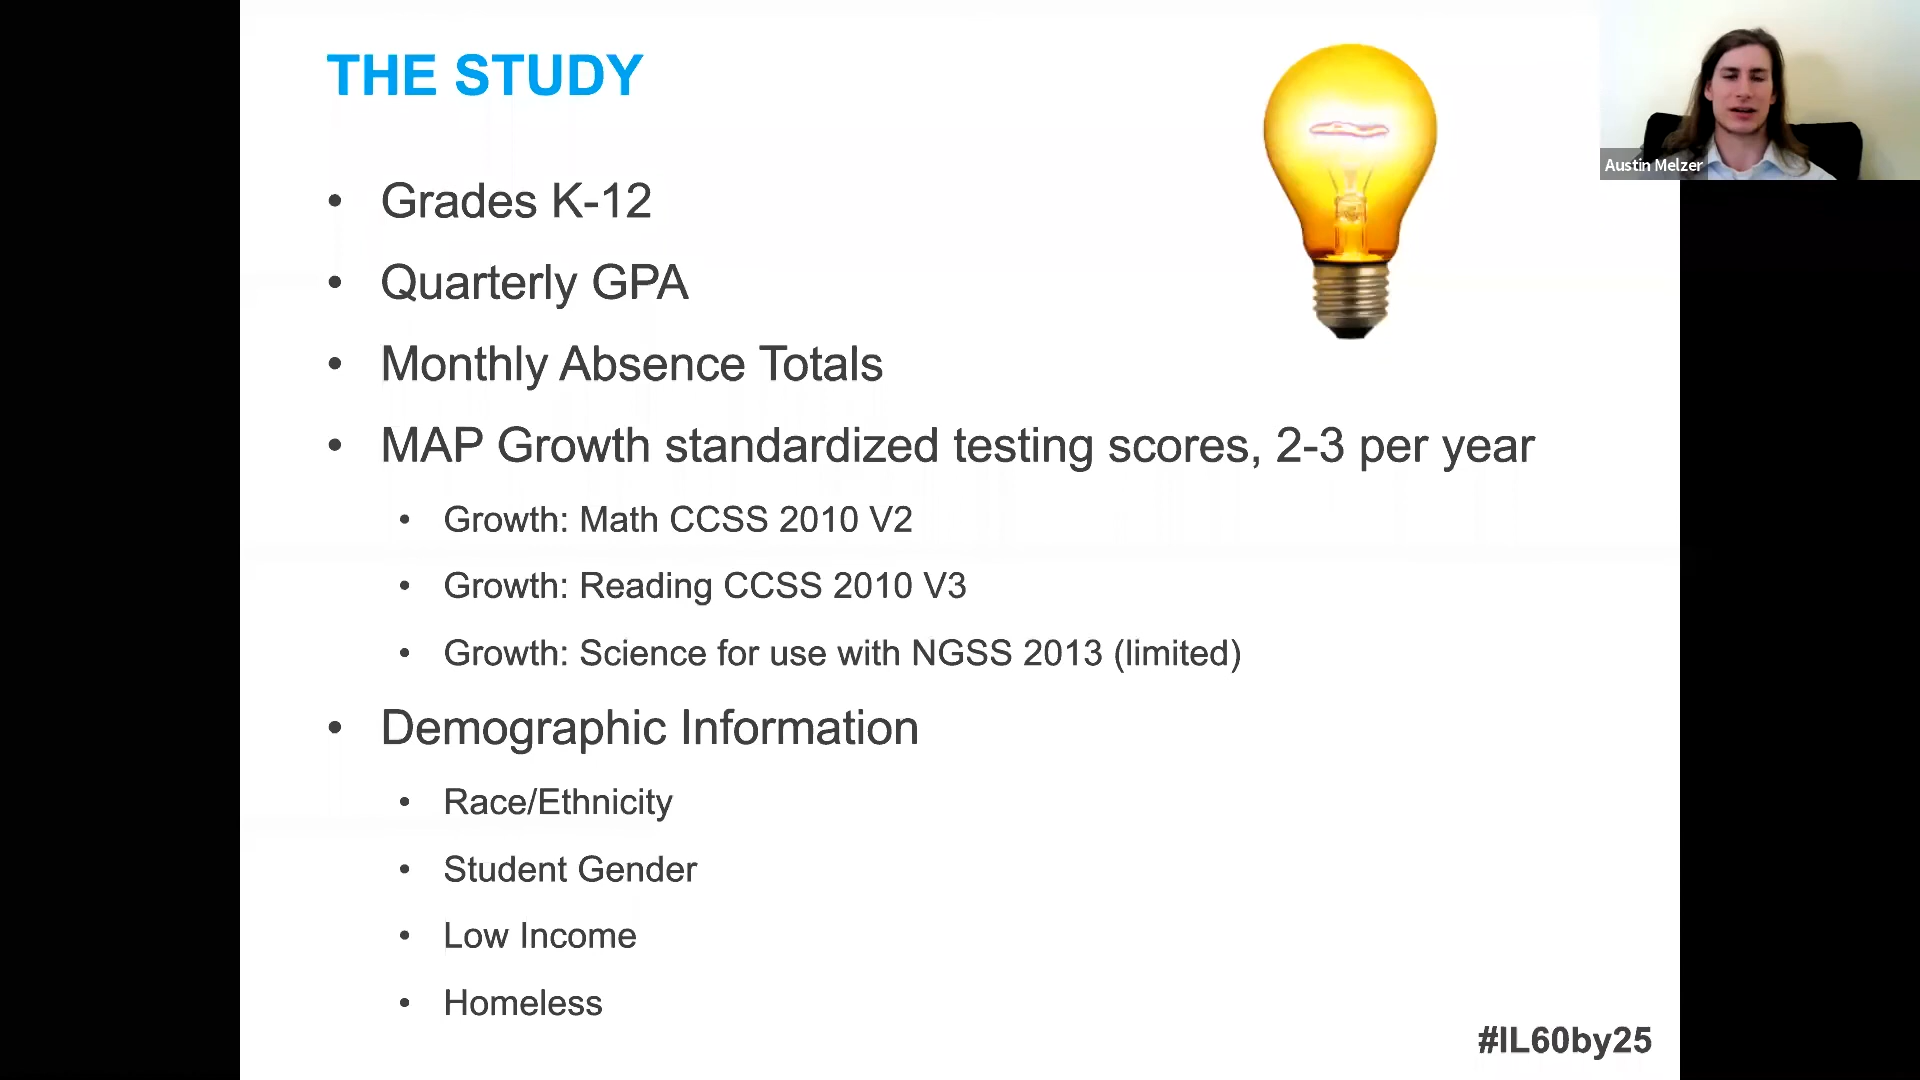 THE STUDY
Austin Melzer
• Grades K-12
• Quarterly GPA
• Monthly Absence Totals
• MAP Growth standardized testing scores, 2-3 per year
• Growth: Math CCSS 2010 V2
• Growth: Reading CCSS 2010 V3
• Growth: Science for use with NGSS 2013 (limited)
• Demographic Information
• Race/Ethnicity
• Student Gender
• Low Income
• Homeless
#IL60by25